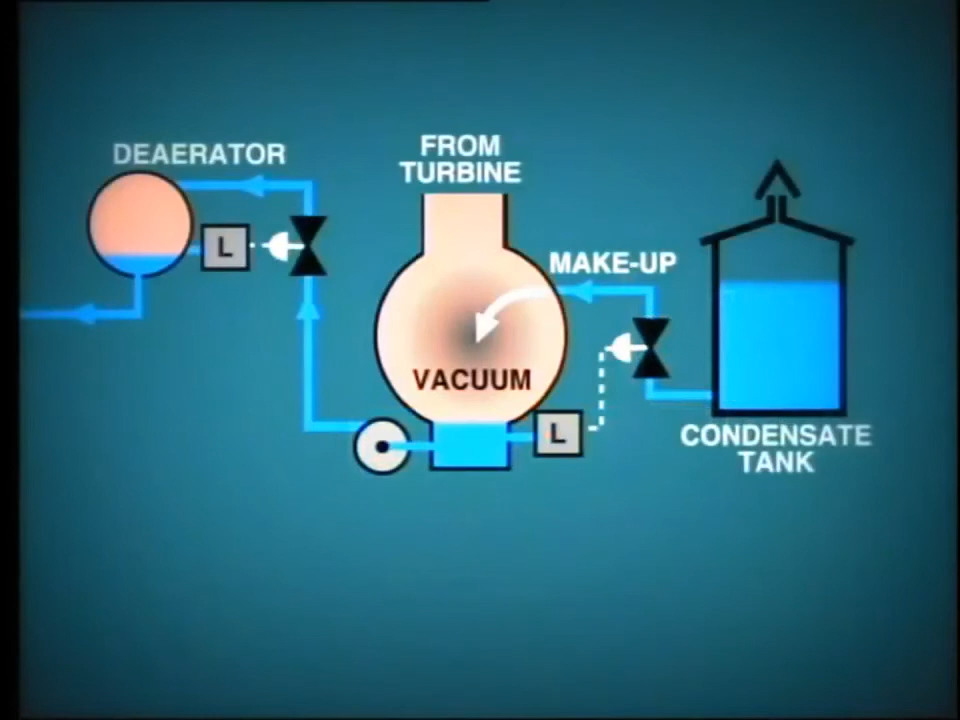 DEAERATOR
FROM
TURBINE
L
MAKE-UP
VACUUM
L
CONDENSATE
TANK